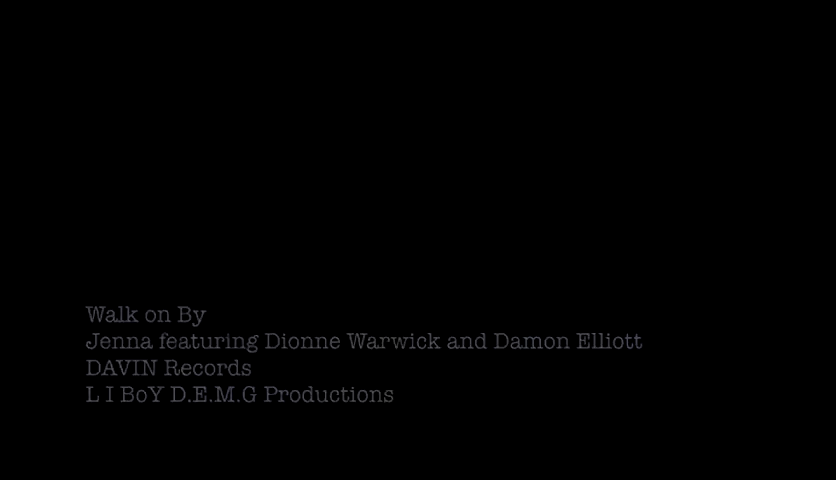 Walk on By
Jenna featuring Dionne Warwick and Damon Elliott
DAVIN Records
L I BoY D.E.M.G Productions